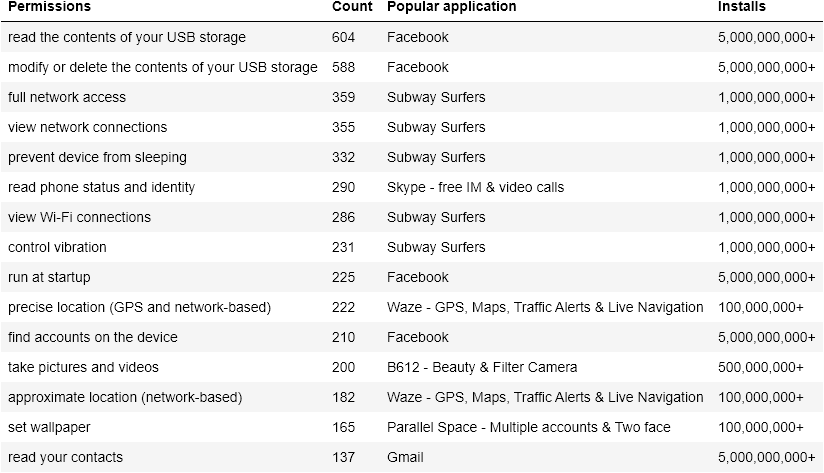 Permissions Count Popular application Installs
read the contents of your USB storage 604 Facebook 5,000,000,000+
modify or delete the contents of your USB storage 588 Facebook 5,000,000,000+
full network access 359 Subway Surfers 1,000,000,000+
view network connections 355 Subway Surfers 1,000,000,000+
prevent device from sleeping 332 Subway Surfers 1,000,000,000+
read phone status and identity 290 Skype - free IM & video calls 1,000,000,000+
view Wi-Fi connections 286 Subway Surfers 1,000,000,000+
control vibration 231 Subway Surfers 1,000,000,000+
run at startup 225 Facebook 5,000,000,000+
precise location (GPS and network-based) 222 Waze - GPS, Maps, Traffic Alerts & Live Navigation 100,000,000+
find accounts on the device 210 Facebook 5,000,000,000+
take pictures and videos 200 B612 - Beauty & Filter Camera 500,000,000+
approximate location (network-based) 182 Waze - GPS, Maps, Traffic Alerts & Live Navigation 100,000,000+
set wallpaper 165 Parallel Space - Multiple accounts & Two face 100,000,000+
read your contacts 137 Gmail 5,000,000,000+